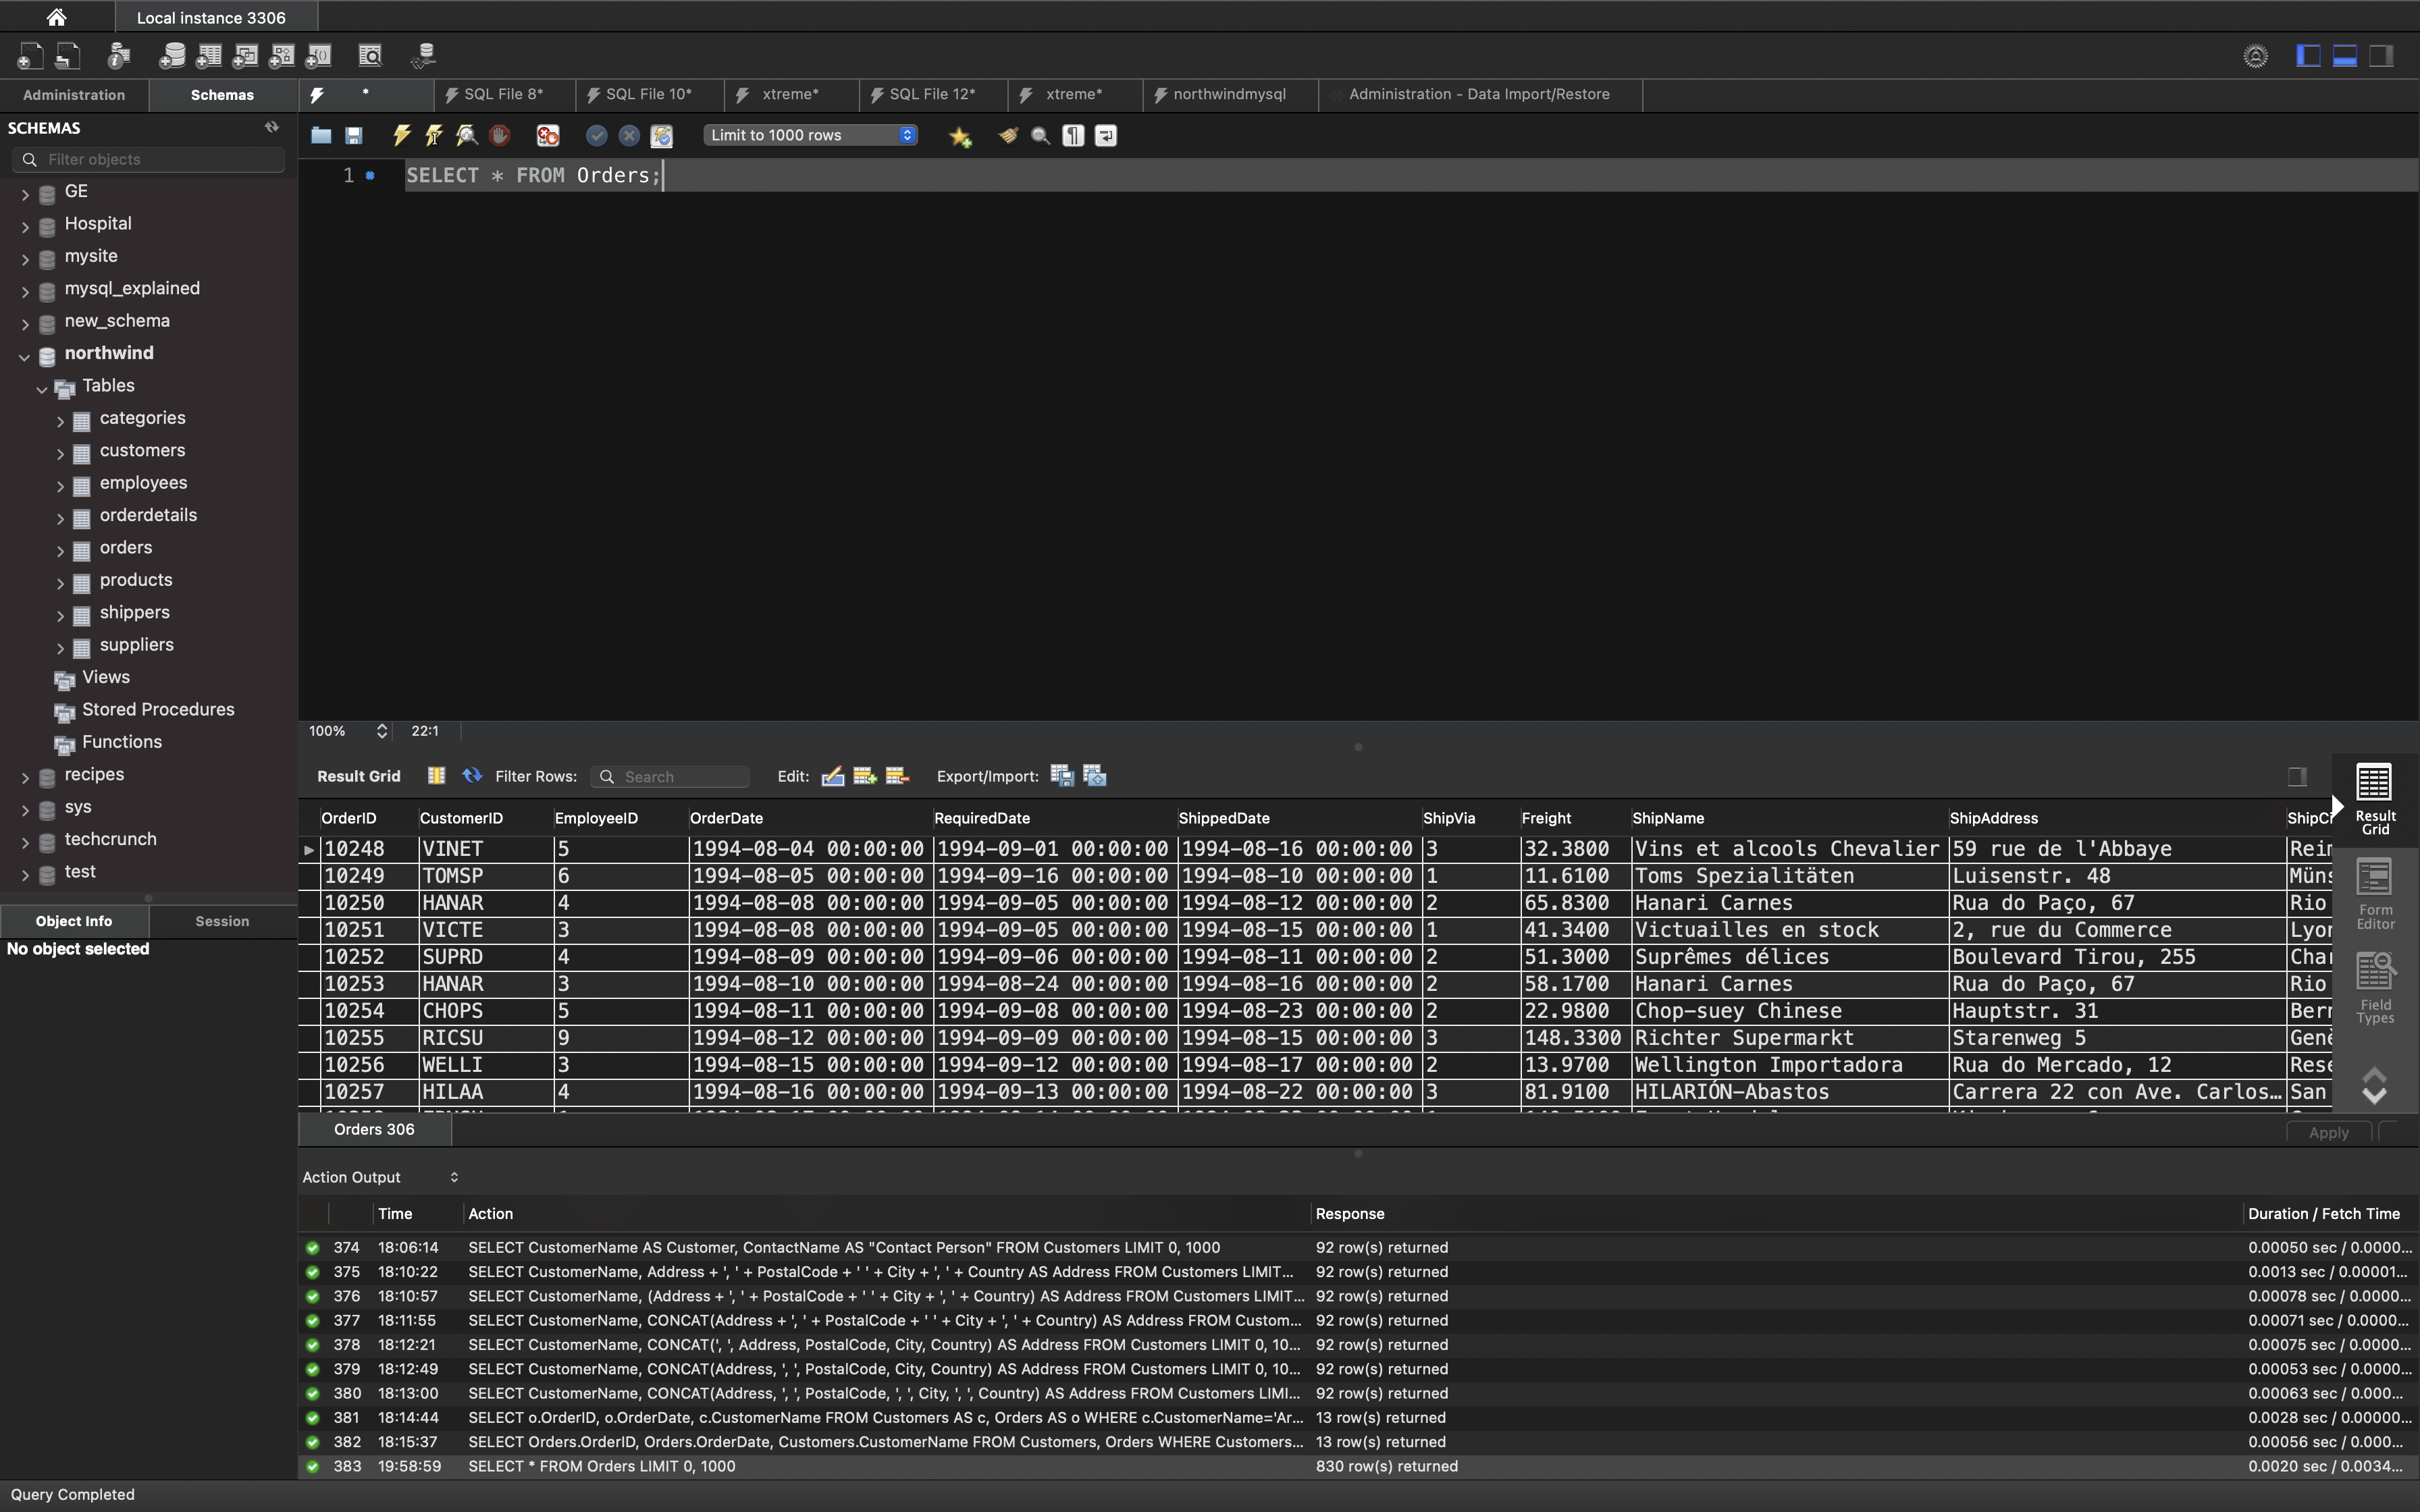 Local instance 3306
Administration
Schemas
*
SQL File 8*
SQL File 10*
xtreme*
SQL File 12*
xtreme*
northwindmysql
Administration - Data Import/Restore
SCHEMAS
Filter objects
GE
Hospital
mysite
mysql_explained
new_schema
northwind
Tables
categories
customers
employees
orderdetails
orders
products
shippers
suppliers
Views
Stored Procedures
Functions
recipes
sys
techcrunch
test
Object Info
Session
No object selected
Limit to 1000 rows
1 SELECT * FROM Orders;
100% 22:1
Result Grid Filter Rows: Search Edit: Export/Import:
OrderID CustomerID EmployeeID OrderDate RequiredDate ShippedDate ShipVia Freight ShipName ShipAddress ShipCi
10248 VINET 5 1994-08-04 00:00:00 1994-09-01 00:00:00 1994-08-16 00:00:00 3 32.3800 Vins et alcools Chevalier 59 rue de l'Abbaye Reim
10249 TOMSP 6 1994-08-05 00:00:00 1994-09-16 00:00:00 1994-08-10 00:00:00 1 11.6100 Toms Spezialitäten Luisenstr. 48 Müns
10250 HANAR 4 1994-08-08 00:00:00 1994-09-05 00:00:00 1994-08-12 00:00:00 2 65.8300 Hanari Carnes Rua do Paço, 67 Rio
10251 VICTE 3 1994-08-08 00:00:00 1994-09-05 00:00:00 1994-08-15 00:00:00 1 41.3400 Victuailles en stock 2, rue du Commerce Lyon
10252 SUPRD 4 1994-08-09 00:00:00 1994-09-06 00:00:00 1994-08-11 00:00:00 2 51.3000 Suprêmes délices Boulevard Tirou, 255 Char
10253 HANAR 3 1994-08-10 00:00:00 1994-08-24 00:00:00 1994-08-16 00:00:00 2 58.1700 Hanari Carnes Rua do Paço, 67 Rio
10254 CHOPS 5 1994-08-11 00:00:00 1994-09-08 00:00:00 1994-08-23 00:00:00 2 22.9800 Chop-suey Chinese Hauptstr. 31 Bern
10255 RICSU 9 1994-08-12 00:00:00 1994-09-09 00:00:00 1994-08-15 00:00:00 3 148.3300 Richter Supermarkt Starenweg 5 Genè
10256 WELLI 3 1994-08-15 00:00:00 1994-09-12 00:00:00 1994-08-17 00:00:00 2 13.9700 Wellington Importadora Rua do Mercado, 12 Rese
10257 HILAA 4 1994-08-16 00:00:00 1994-09-13 00:00:00 1994-08-22 00:00:00 3 81.9100 HILARIÓN-Abastos Carrera 22 con Ave. Carlos... San
Result Grid
Form Editor
Field Types
Orders 306
Apply
Action Output
Time Action Response Duration / Fetch Time
374 18:06:14 SELECT CustomerName AS Customer, ContactName AS "Contact Person" FROM Customers LIMIT 0, 1000 92 row(s) returned 0.00050 sec / 0.0000...
375 18:10:22 SELECT CustomerName, Address + ', ' + PostalCode + ' ' + City + ', ' + Country AS Address FROM Customers LIMIT... 92 row(s) returned 0.0013 sec / 0.00001...
376 18:10:57 SELECT CustomerName, (Address + ', ' + PostalCode + ' ' + City + ', ' + Country) AS Address FROM Customers LIMIT... 92 row(s) returned 0.00078 sec / 0.0000...
377 18:11:55 SELECT CustomerName, CONCAT(Address + ', ' + PostalCode + ' ' + City + ', ' + Country) AS Address FROM Custom... 92 row(s) returned 0.00071 sec / 0.0000...
378 18:12:21 SELECT CustomerName, CONCAT(', ', Address, PostalCode, City, Country) AS Address FROM Customers LIMIT 0, 10... 92 row(s) returned 0.00075 sec / 0.0000...
379 18:12:49 SELECT CustomerName, CONCAT(Address, ', ', PostalCode, City, Country) AS Address FROM Customers LIMIT 0, 10... 92 row(s) returned 0.00053 sec / 0.0000...
380 18:13:00 SELECT CustomerName, CONCAT(Address, ', ', PostalCode, ', ', City, ', ', Country) AS Address FROM Customers LIMI... 92 row(s) returned 0.00063 sec / 0.000...
381 18:14:44 SELECT o.OrderID, o.OrderDate, c.CustomerName FROM Customers AS c, Orders AS o WHERE c.CustomerName='Ar... 13 row(s) returned 0.0028 sec / 0.00000...
382 18:15:37 SELECT Orders.OrderID, Orders.OrderDate, Customers.CustomerName FROM Customers, Orders WHERE Customers... 13 row(s) returned 0.00056 sec / 0.000...
383 19:58:59 SELECT * FROM Orders LIMIT 0, 1000 830 row(s) returned 0.0020 sec / 0.0034...
Query Completed